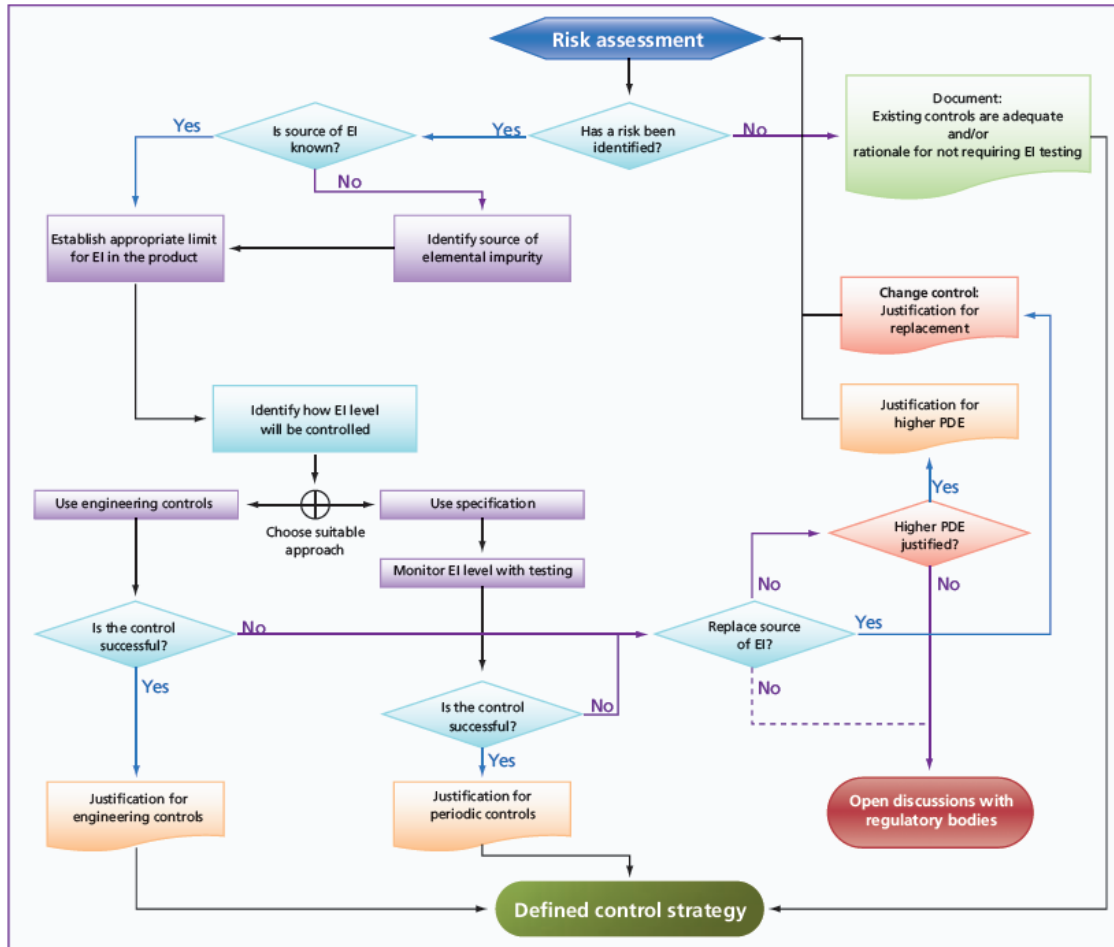 Risk assessment
Document:
Existing controls are adequate
and/or
rationale for not requiring EI testing
Yes
Is source of EI
known?
Yes
Has a risk been
identified?
No
No
Establish appropriate limit
for EI in the product
Identify source of
elemental impurity
Change control:
Justification for
replacement
Identify how EI level
will be controlled
Justification for
higher PDE
Yes
Use engineering controls
Choose suitable
approach
Use specification
Higher PDE
justified?
Monitor EI level with testing
No
No
Is the control
successful?
No
Replace source
of EI?
Yes
Yes
No
Is the control
successful?
No
Yes
Justification for
engineering controls
Justification for
periodic controls
Open discussions with
regulatory bodies
Defined control strategy